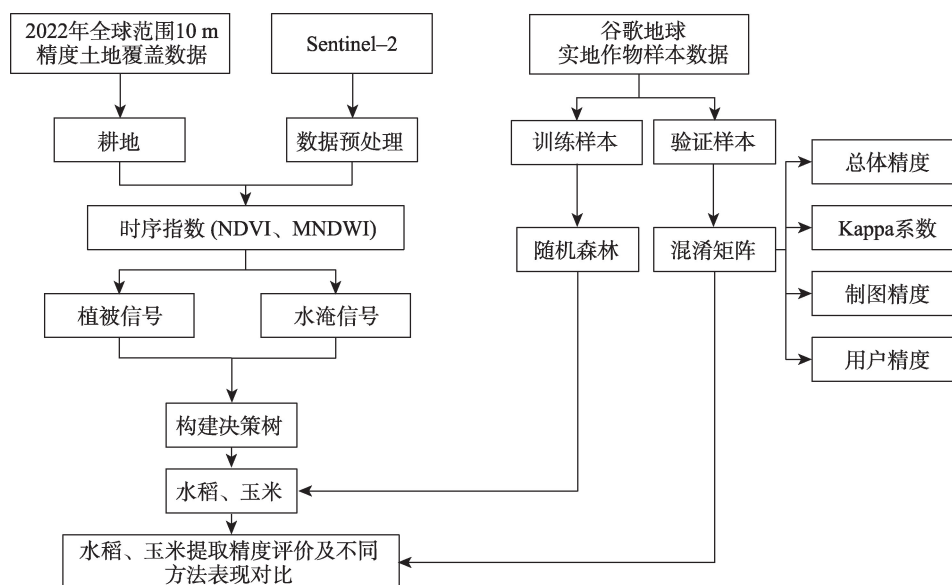 2022年全球范围10 m
精度土地覆盖数据
Sentinel–2
谷歌地球
实地作物样本数据
耕地
数据预处理
训练样本
验证样本
总体精度
时序指数 (NDVI、MNDWI)
随机森林
混淆矩阵
Kappa系数
植被信号
水淹信号
制图精度
用户精度
构建决策树
水稻、玉米
水稻、玉米提取精度评价及不同
方法表现对比